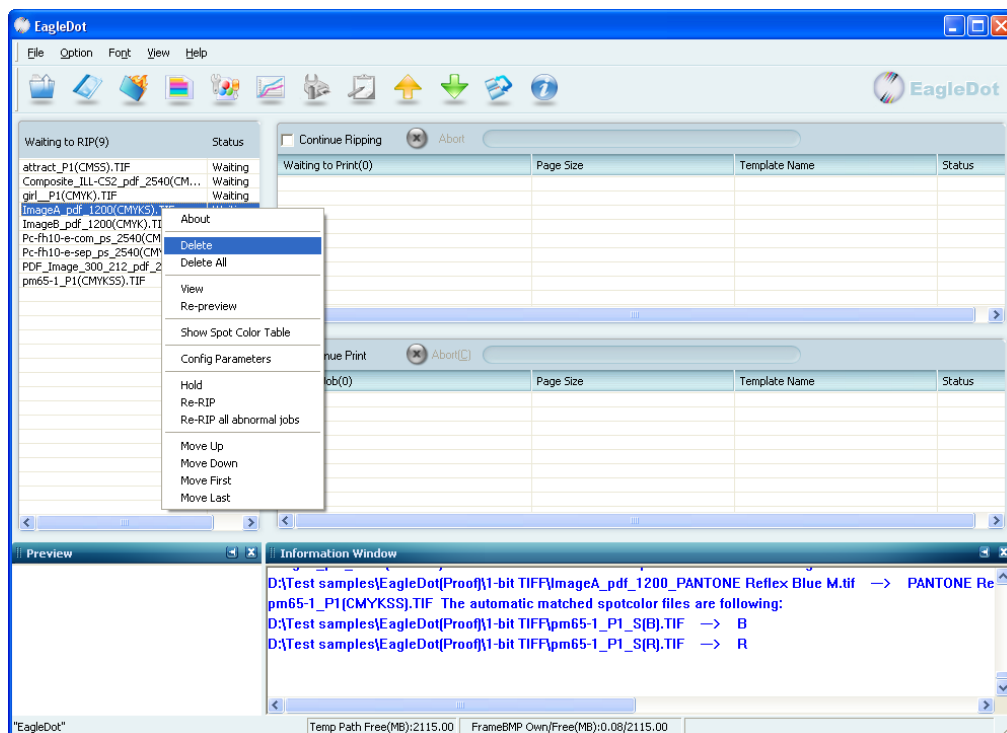 EagleDot
File Option Font View Help
EagleDot
Waiting to RIP(9) Status
attract_P1(CMSS).TIF Waiting
Composite_ILL-CS2_pdf_2540(CM... Waiting
girl__P1(CMYK).TIF Waiting
ImageA_pdf_1200(CMYKS).TIF
ImageB_pdf_1200(CMYK).TI
Pc-fh10-e-com_ps_2540(CM
Pc-fh10-e-sep_ps_2540(CMY
PDF_Image_300_212_pdf_2
pm65-1_P1(CMYKSS).TIF
About
Delete
Delete All
View
Re-preview
Show Spot Color Table
Config Parameters
Hold
Re-RIP
Re-RIP all abnormal jobs
Move Up
Move Down
Move First
Move Last
Continue Ripping Abort
Waiting to Print(0) Page Size Template Name Status
nue Print Abort(C)
ob(0) Page Size Template Name Status
Preview
Information Window
D:\Test samples\EagleDot(Proof)\1-bit TIFF\ImageA_pdf_1200_PANTONE Reflex Blue M.tif —> PANTONE Re
pm65-1_P1(CMYKSS).TIF The automatic matched spotcolor files are following:
D:\Test samples\EagleDot(Proof)\1-bit TIFF\pm65-1_P1_S(B).TIF —> B
D:\Test samples\EagleDot(Proof)\1-bit TIFF\pm65-1_P1_S(R).TIF —> R
"EagleDot" Temp Path Free(MB):2115.00 FrameBMP Own/Free(MB):0.08/2115.00